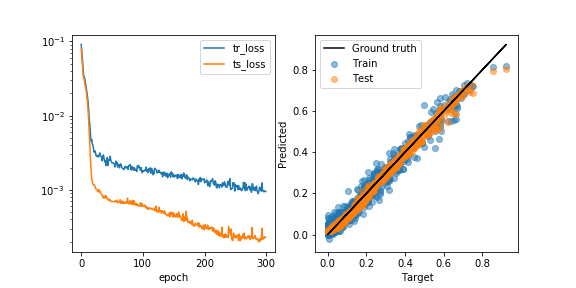 10⁻¹
10⁻²
10⁻³
0
100
200
300
epoch
tr_loss
ts_loss
0.8
0.6
0.4
0.2
0.0
0.0
0.2
0.4
0.6
0.8
Predicted
Target
Ground truth
Train
Test